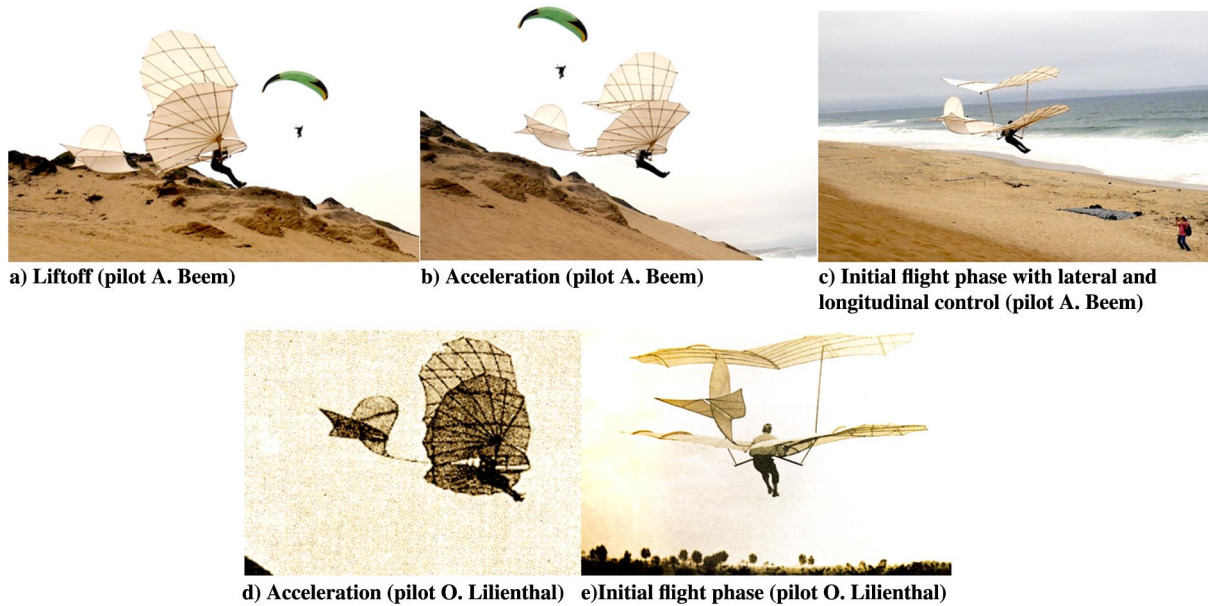 a) Liftoff (pilot A. Beem)
b) Acceleration (pilot A. Beem)
c) Initial flight phase with lateral and
longitudinal control (pilot A. Beem)
d) Acceleration (pilot O. Lilienthal)
e)Initial flight phase (pilot O. Lilienthal)